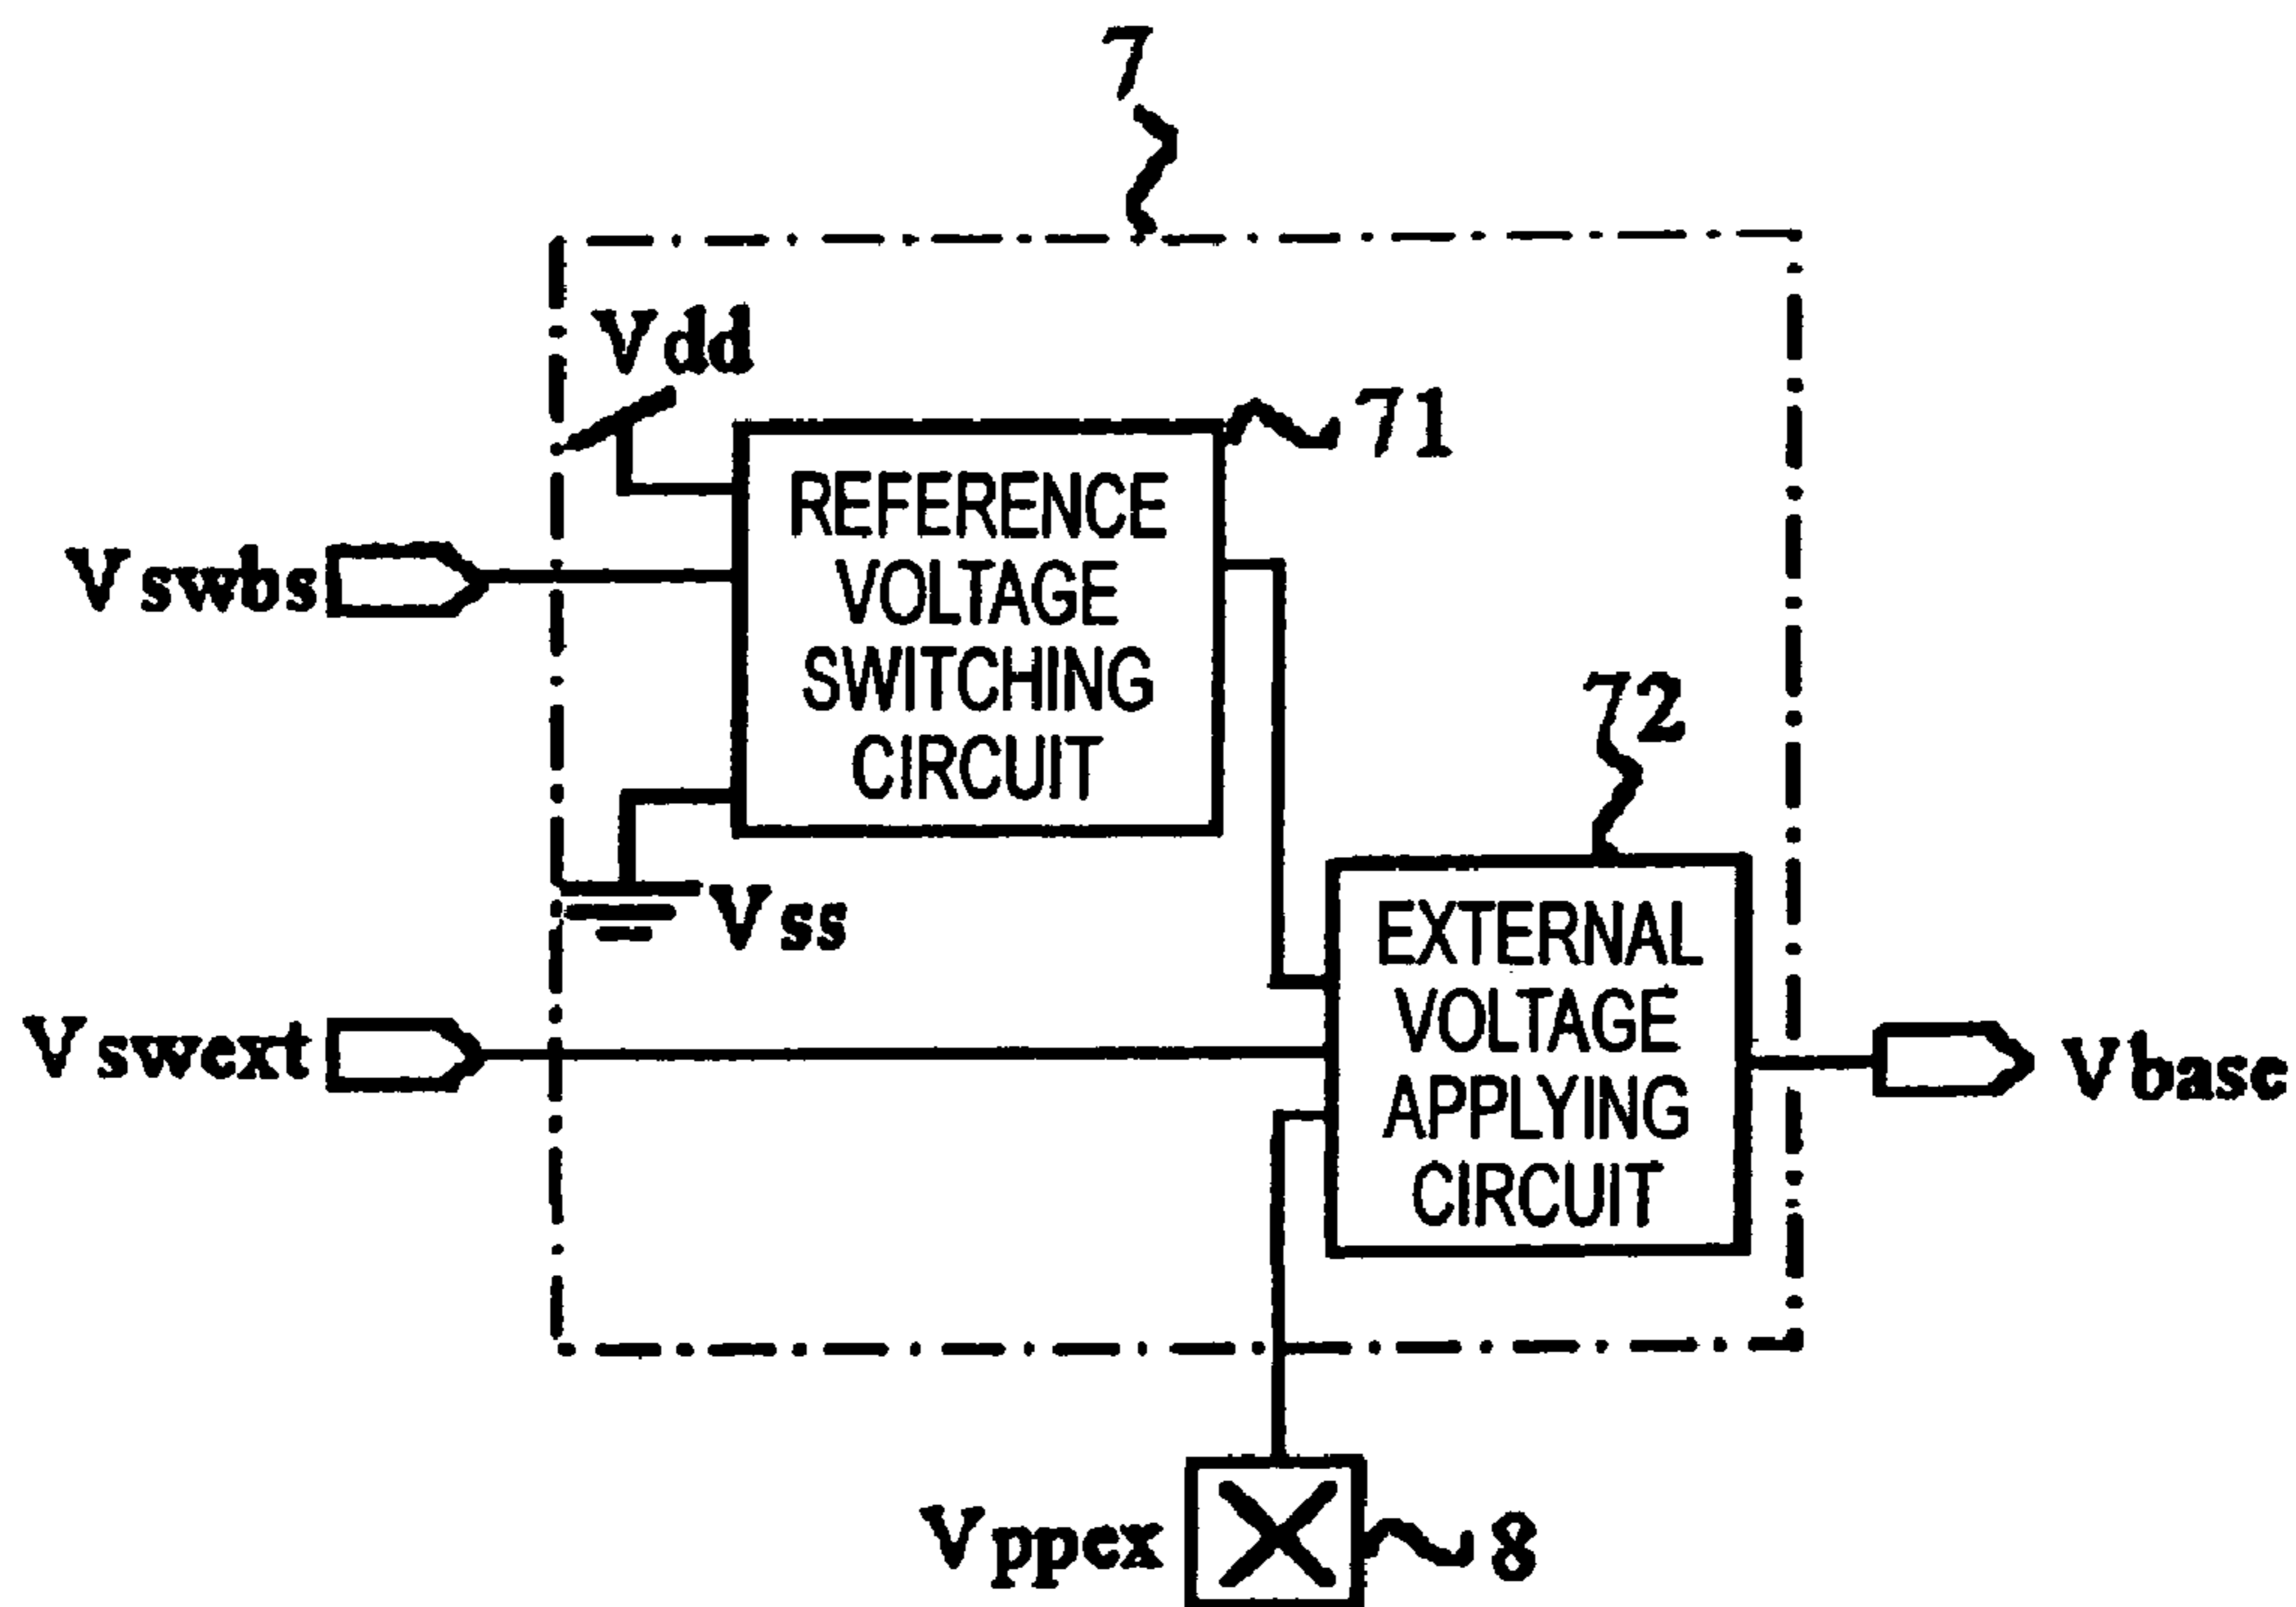 7
Vdd
71
REFERENCE
VOLTAGE
SWITCHING
CIRCUIT
Vswbs
72
Vss
EXTERNAL
VOLTAGE
APPLYING
CIRCUIT
Vswext
Vbase
Vppex
8